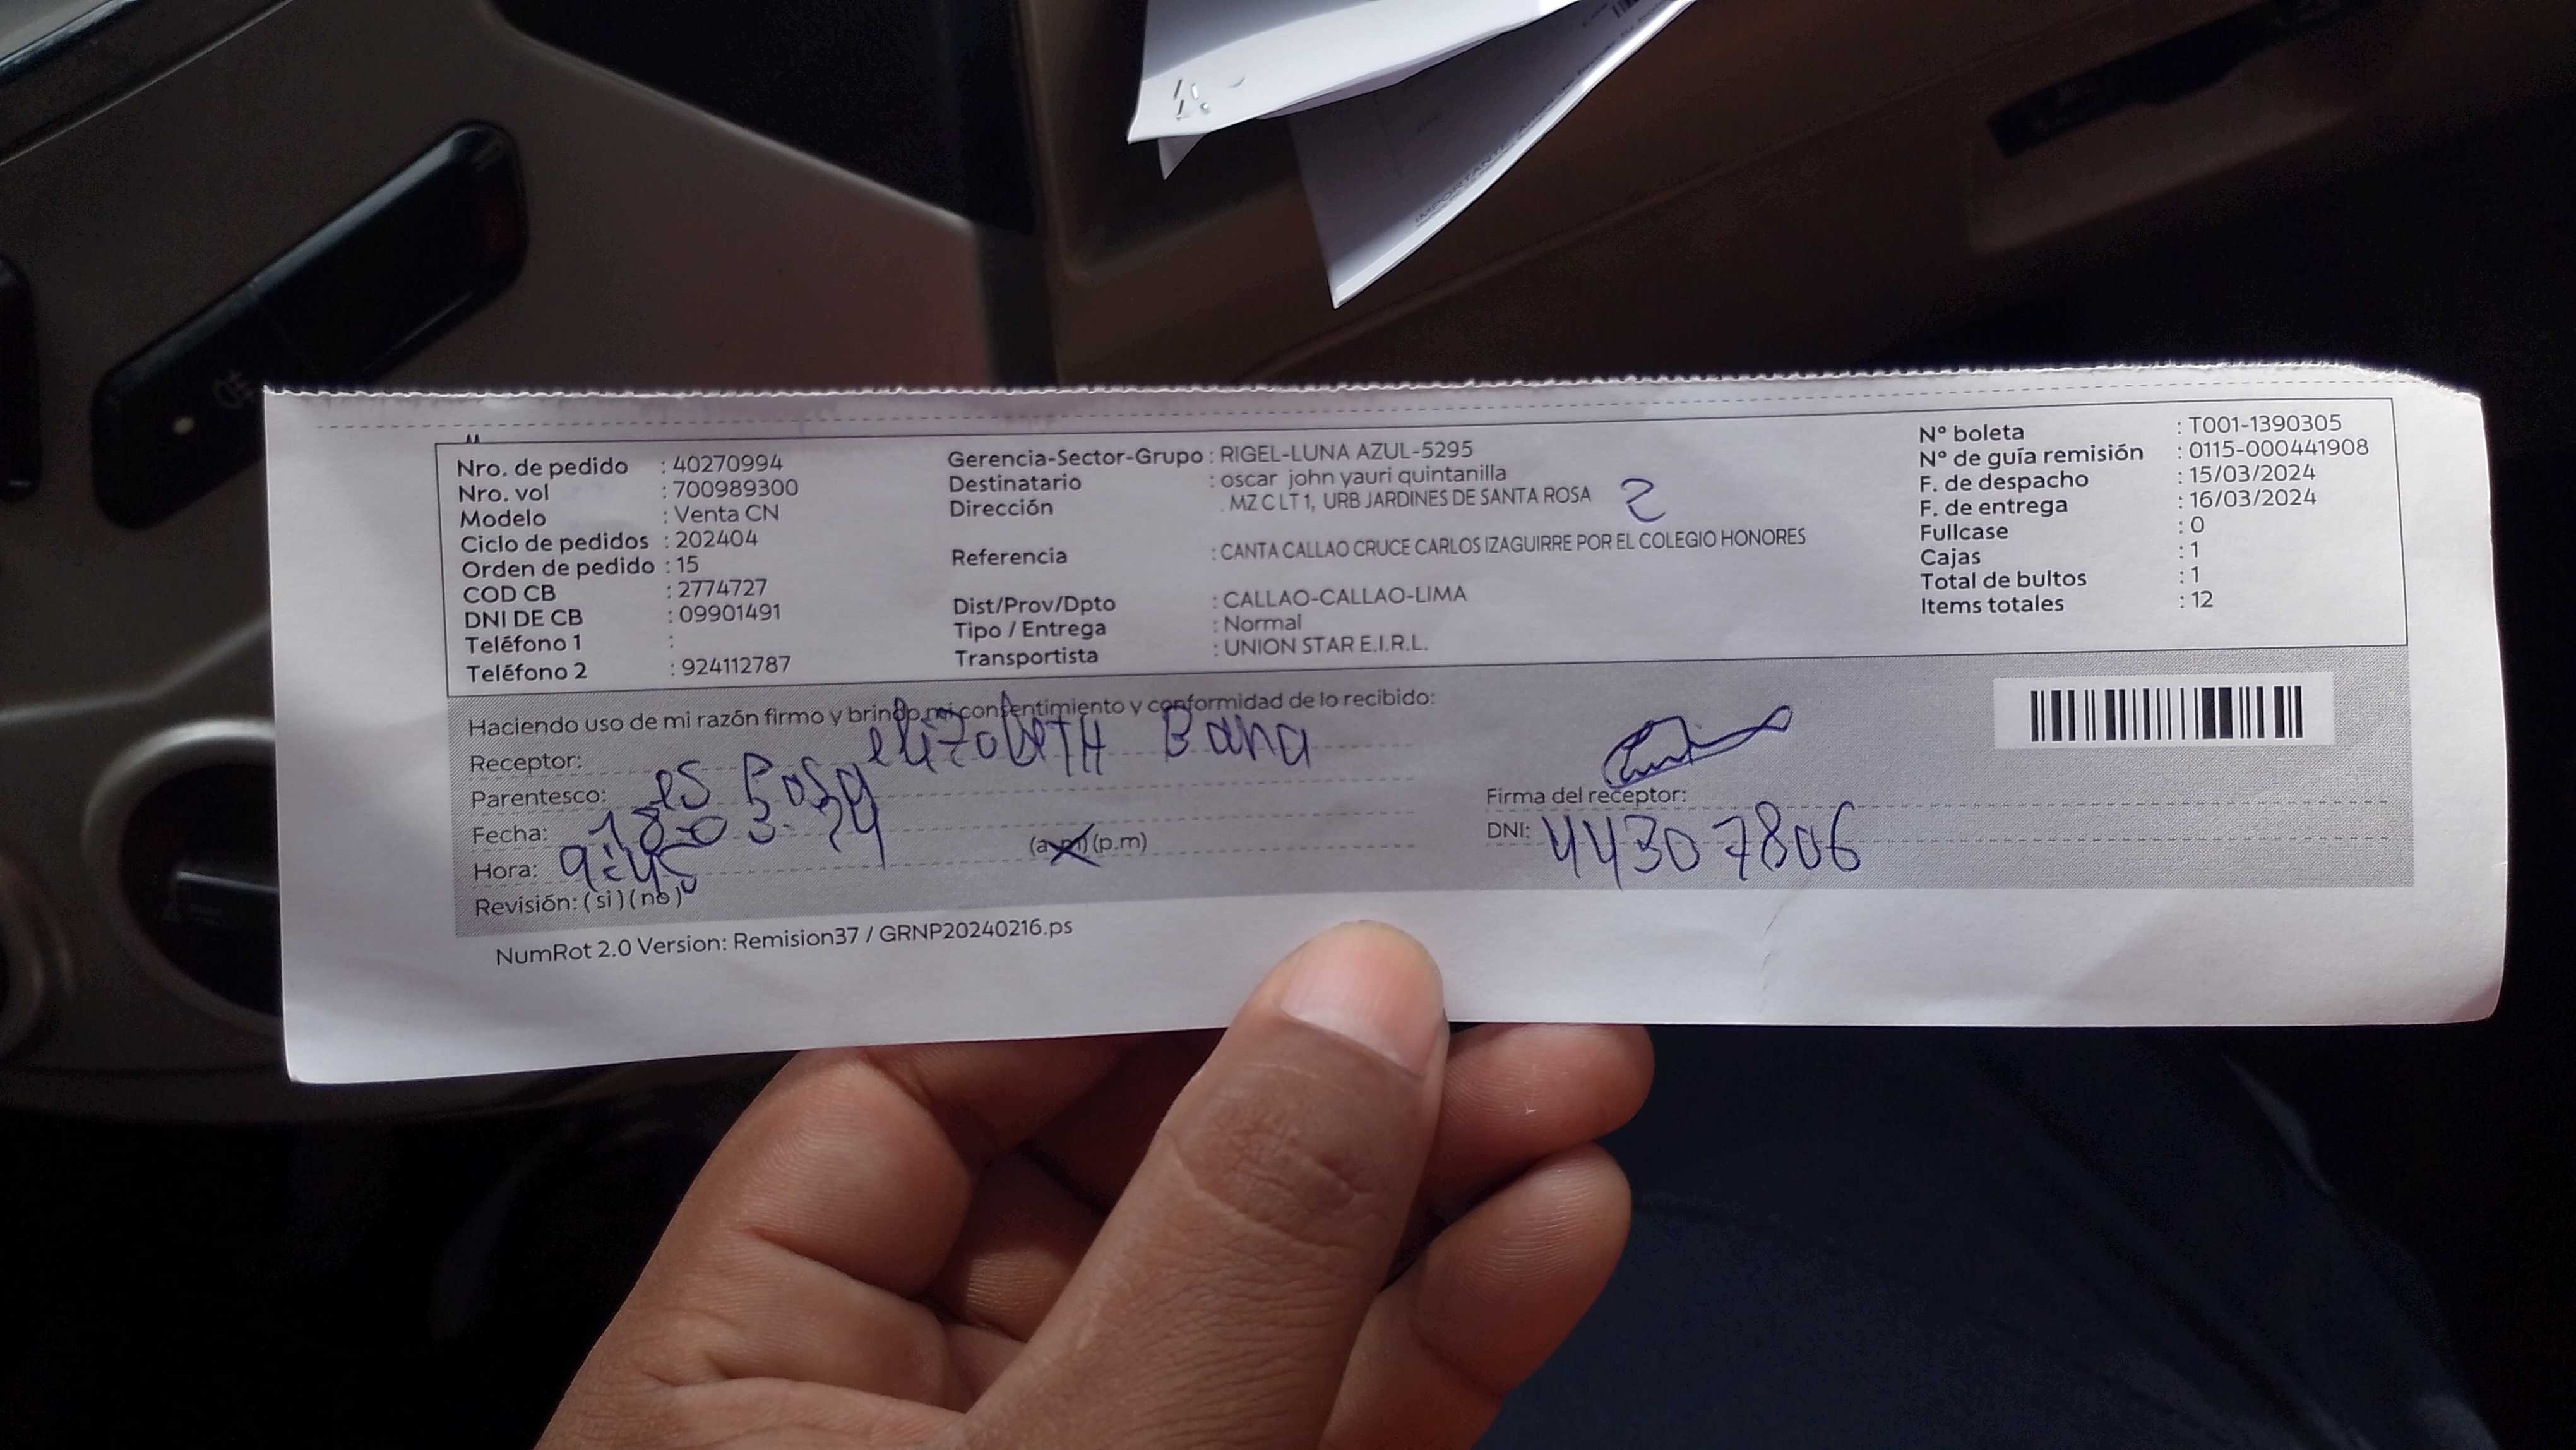 Nro. de pedido : 40270994
Nro. vol : 700989300
Modelo : Venta CN
Ciclo de pedidos : 202404
Orden de pedido : 15
COD CB : 2774727
DNI DE CB : 09901491
Teléfono 1 :
Teléfono 2 : 924112787
Gerencia-Sector-Grupo : RIGEL-LUNA AZUL-5295
Destinatario : oscar john yauri quintanilla
Dirección . MZ C LT 1, URB JARDINES DE SANTA ROSA
Referencia : CANTA CALLAO CRUCE CARLOS IZAGUIRRE POR EL COLEGIO HONORES
Dist/Prov/Dpto : CALLAO-CALLAO-LIMA
Tipo / Entrega : Normal
Transportista : UNION STAR E.I.R.L.
N° boleta : T001-1390305
N° de guía remisión : 0115-000441908
F. de despacho : 15/03/2024
F. de entrega : 16/03/2024
Fullcase : 0
Cajas : 1
Total de bultos : 1
Items totales : 12
Haciendo uso de mi razón firmo y brindo mi consentimiento y conformidad de lo recibido:
Receptor: elizabeTH
Parentesco: esposa
Fecha: 18-03-24
Hora: 9:45 (a.m) (p.m)
Revisión: (si) (no)
Firma del receptor:
DNI: 44307806
NumRot 2.0 Version: Remision37 / GRNP20240216.ps